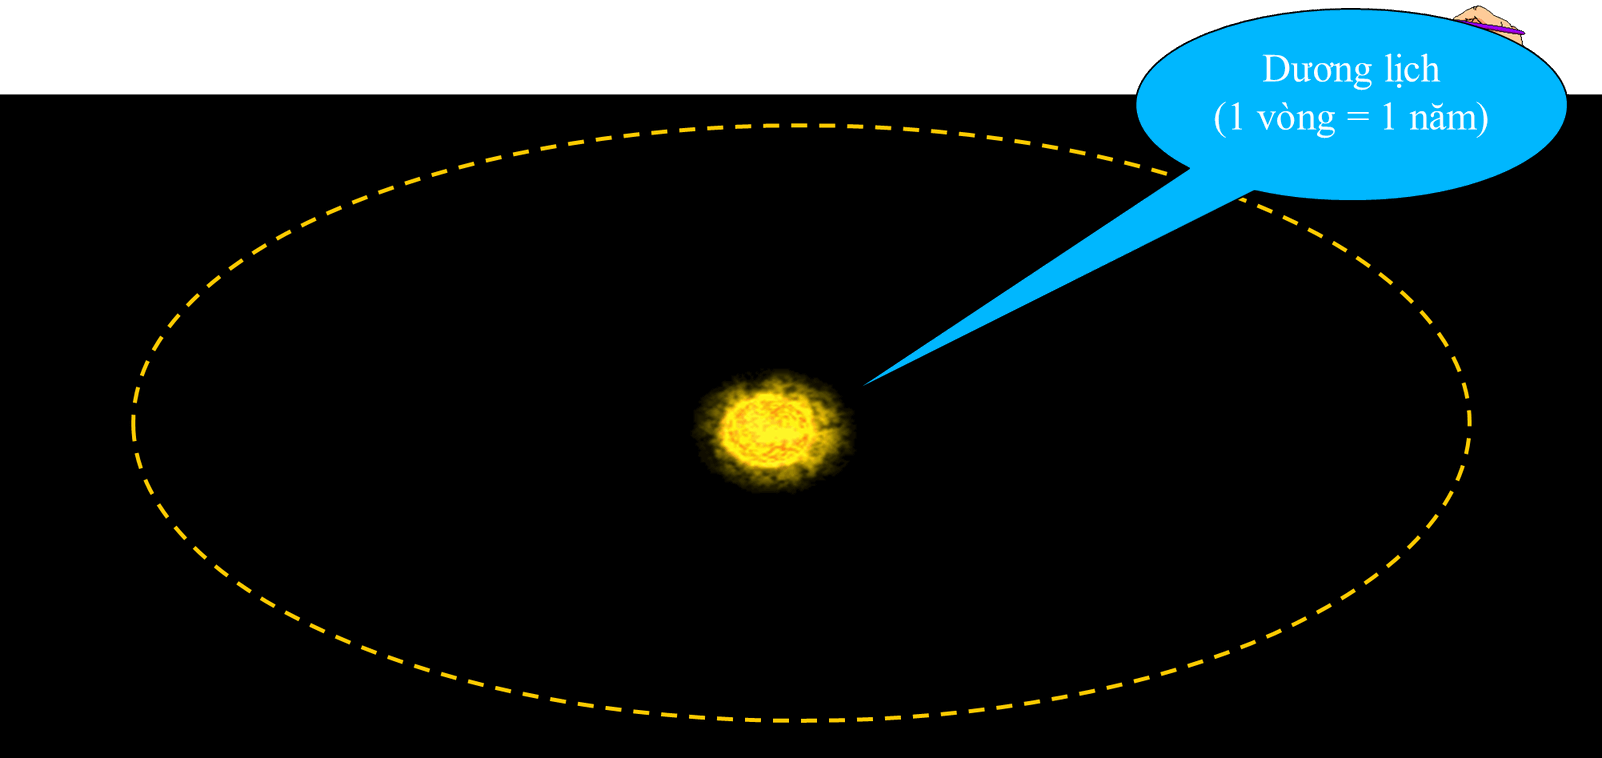 Dương lịch
(1 vòng = 1 năm)